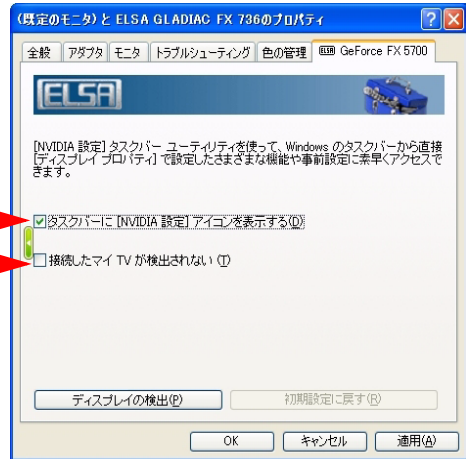 (既定のモニタ) と ELSA GLADIAC FX 736のプロパティ
全般 アダプタ モニタ トラブルシューティング 色の管理 ELSA GeForce FX 5700
ELSA
[NVIDIA 設定] タスクバー ユーティリティを使って、Windows のタスクバーから直接
[ディスプレイ プロパティ] で設定したさまざまな機能や事前設定に素早くアクセスで
きます。
タスクバーに [NVIDIA 設定] アイコンを表示する(D)
接続したマイ TV が検出されない (T)
ディスプレイの検出(P) 初期設定に戻す(R)
OK キャンセル 適用(A)